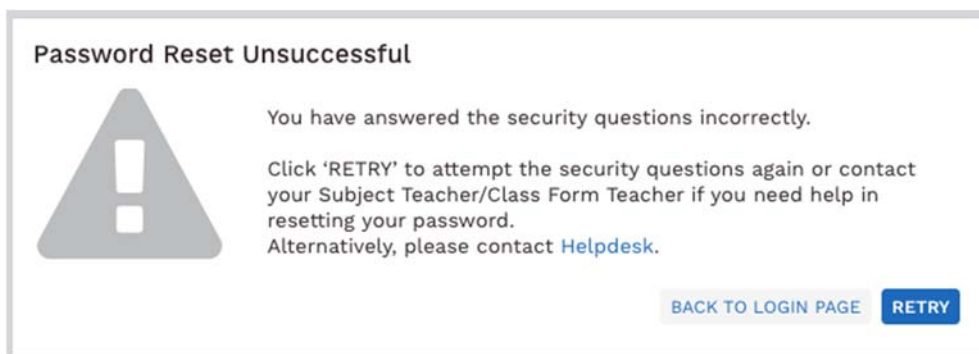 Password Reset Unsuccessful
You have answered the security questions incorrectly.
Click ‘RETRY’ to attempt the security questions again or contact
your Subject Teacher/Class Form Teacher if you need help in
resetting your password.
Alternatively, please contact Helpdesk.
BACK TO LOGIN PAGE RETRY